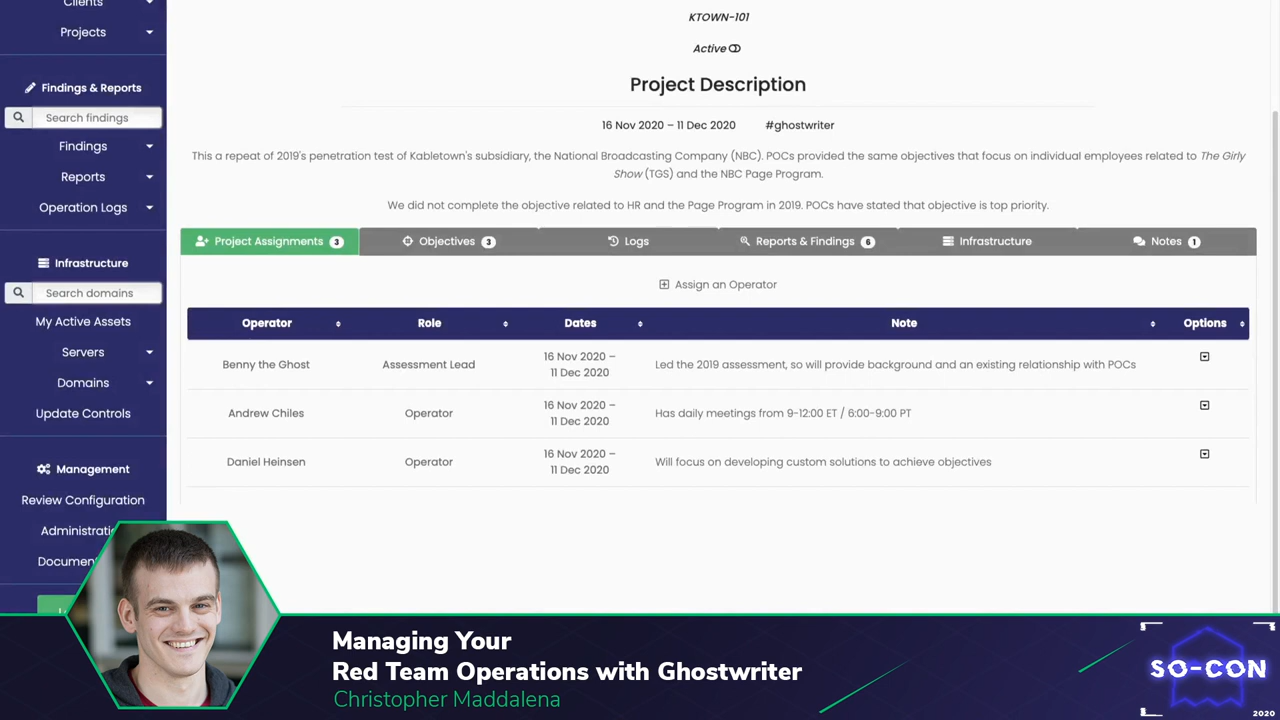 Clients
Projects
Findings & Reports
Search findings
Findings
Reports
Operation Logs
Infrastructure
Search domains
My Active Assets
Servers
Domains
Update Controls
Management
Review Configuration
KTOWN-101
Active
Project Description
16 Nov 2020 – 11 Dec 2020 #ghostwriter
This a repeat of 2019's penetration test of Kabletown's subsidiary, the National Broadcasting Company (NBC). POCs provided the same objectives that focus on individual employees related to The Girly
Show (TGS) and the NBC Page Program.
We did not complete the objective related to HR and the Page Program in 2019. POCs have stated that objective is top priority.
Project Assignments 3 Objectives 3 Logs Reports & Findings 6 Infrastructure Notes 1
Assign an Operator
Operator Role Dates Note Options
Benny the Ghost Assessment Lead 16 Nov 2020 – Led the 2019 assessment, so will provide background and an existing relationship with POCs
11 Dec 2020
Andrew Chiles Operator 16 Nov 2020 – Has daily meetings from 9-12:00 ET / 6:00-9:00 PT
11 Dec 2020
Daniel Heinsen Operator 16 Nov 2020 – Will focus on developing custom solutions to achieve objectives
11 Dec 2020
Managing Your
Red Team Operations with Ghostwriter
Christopher Maddalena
SO-CON
2020